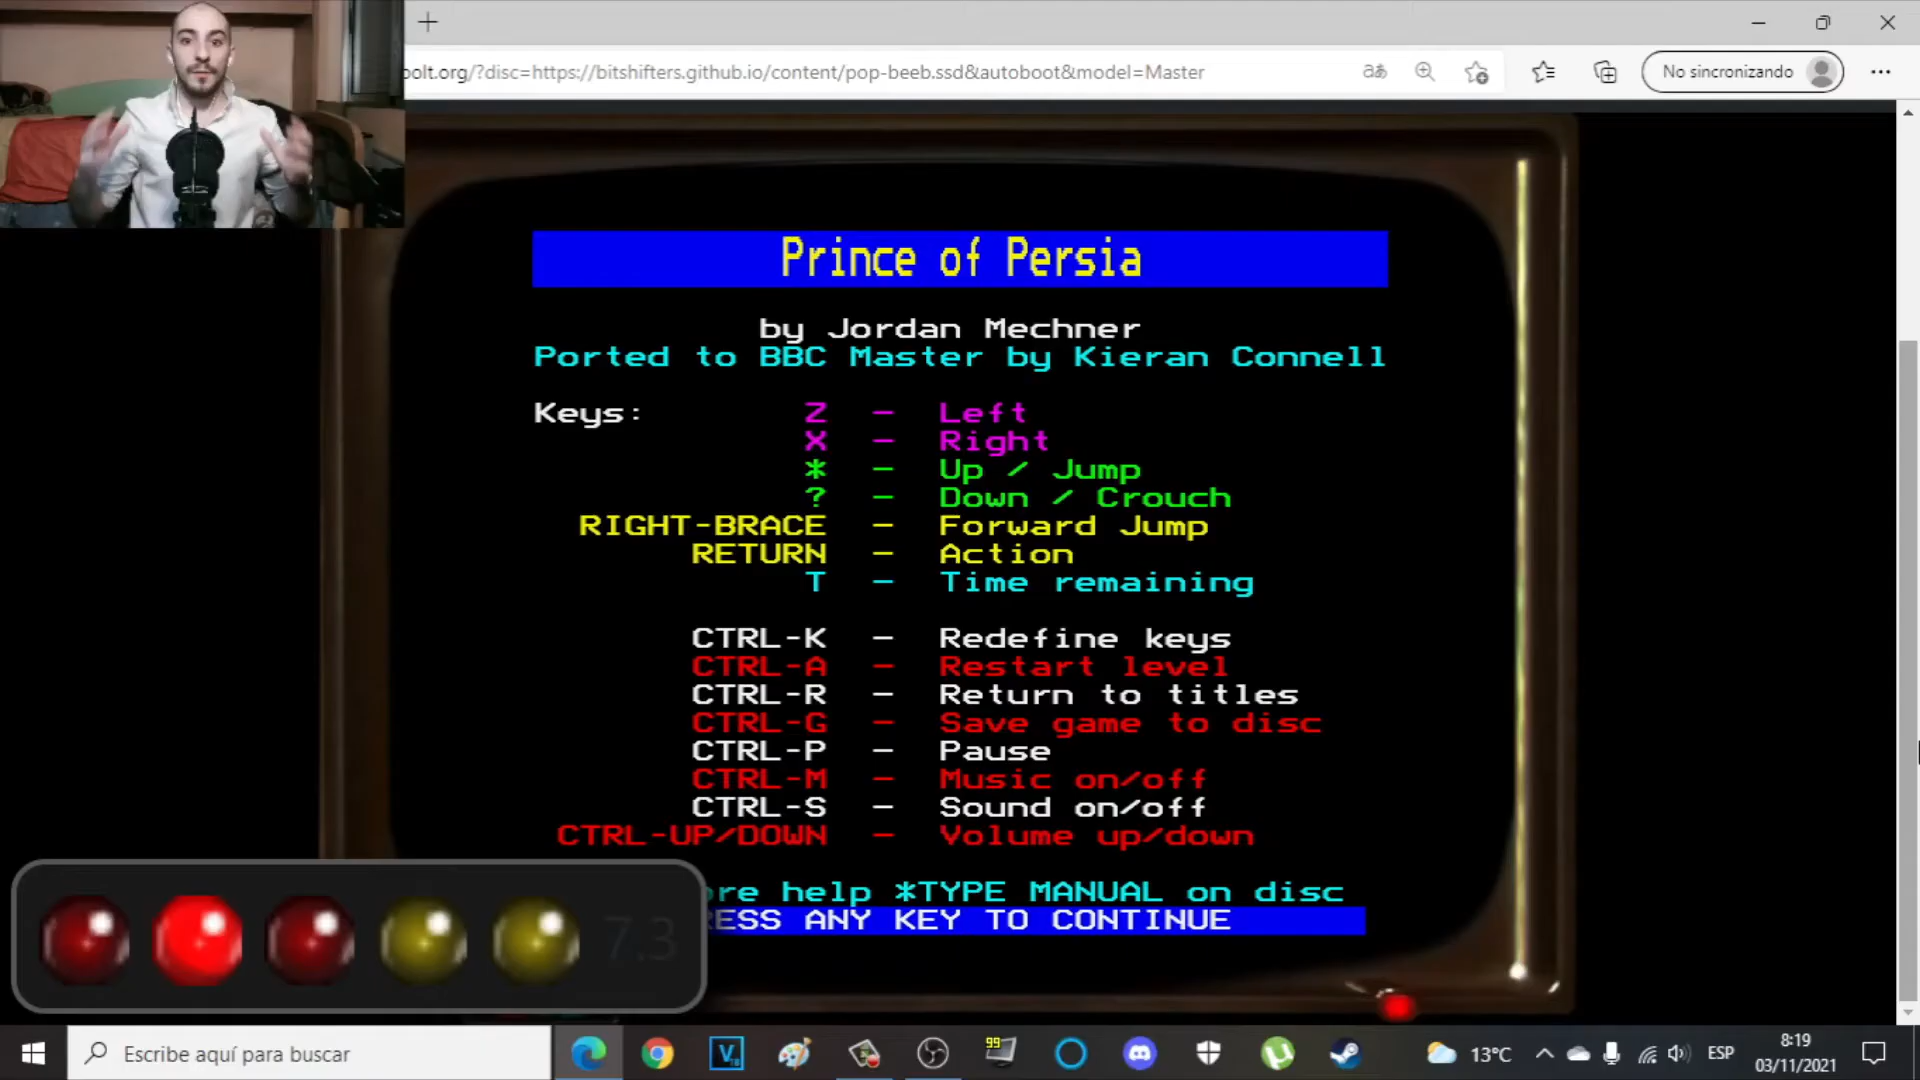 olt.org/?disc=https://bitshifters.github.io/content/pop-beeb.ssd&autoboot&model=Master
No sincronizando
Prince of Persia
by Jordan Mechner
Ported to BBC Master by Kieran Connell
Keys: Z - Left
X - Right
* - Up / Jump
? - Down / Crouch
RIGHT-BRACE - Forward Jump
RETURN - Action
T - Time remaining
CTRL-K - Redefine keys
CTRL-A - Restart level
CTRL-R - Return to titles
CTRL-G - Save game to disc
CTRL-P - Pause
CTRL-M - Music on/off
CTRL-S - Sound on/off
CTRL-UP/DOWN - Volume up/down
ore help *TYPE MANUAL on disc
RESS ANY KEY TO CONTINUE
7.3
Escribe aquí para buscar
99
13°C
ESP
8:19
03/11/2021